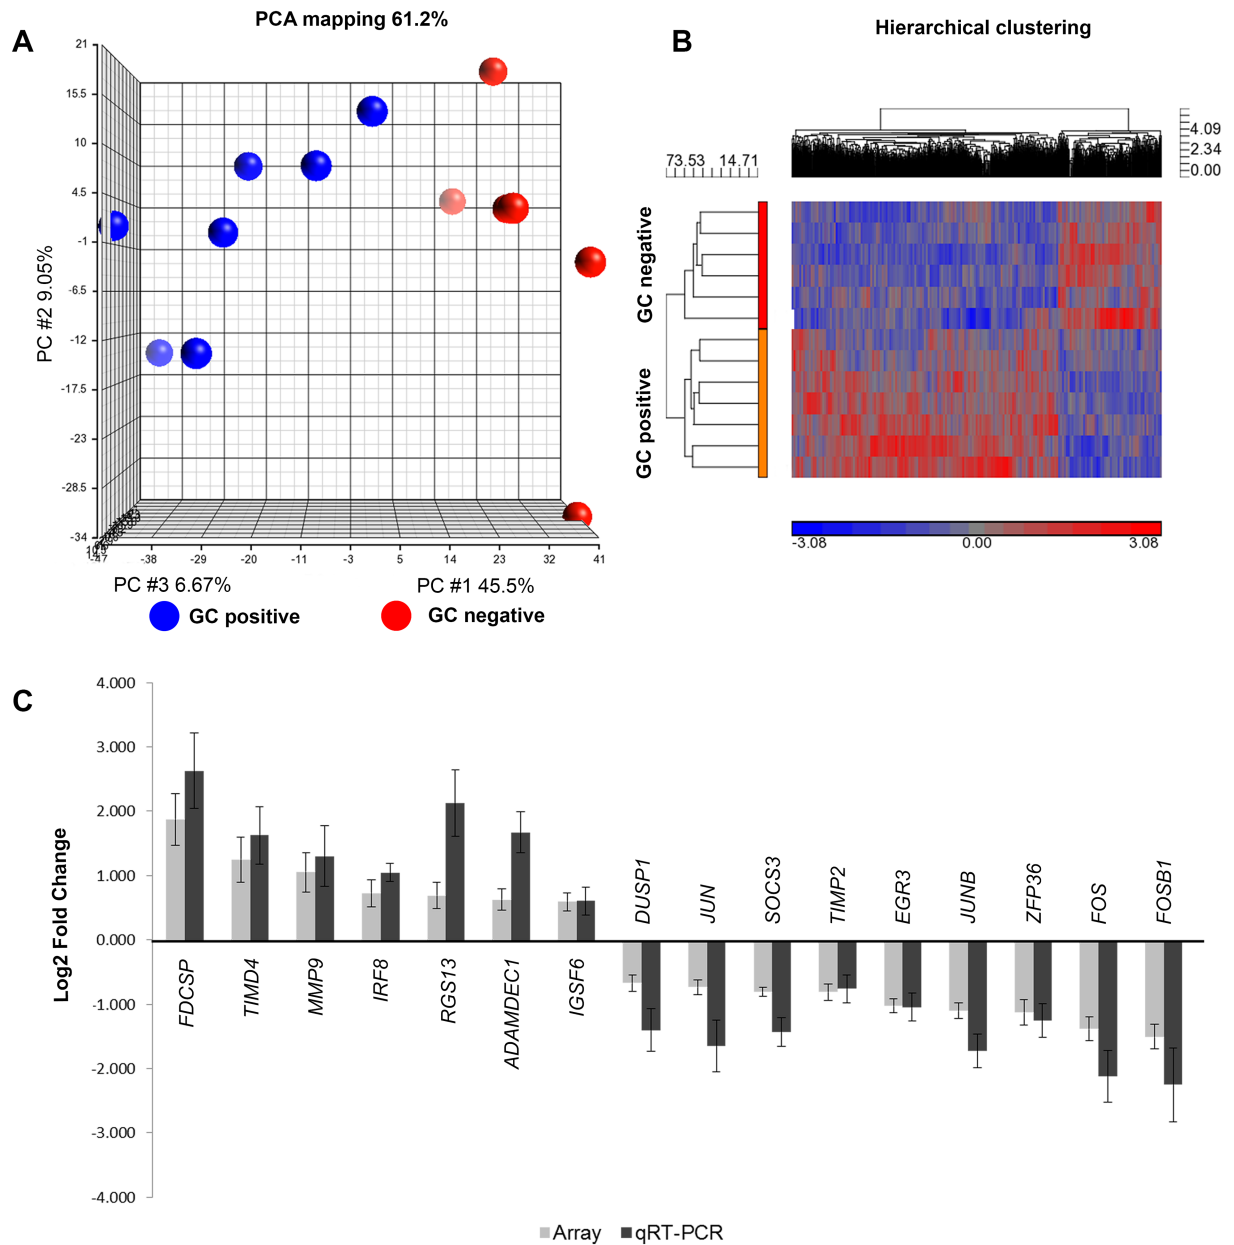 A
PCA mapping 61.2%
21
15.5
10
4.5
-1
-6.5
-12
-17.5
-23
-28.5
-34
PC #2 9.05%
-47 -38 -29 -20 -11 -3 5 14 23 32 41
PC #3 6.67% PC #1 45.5%
GC positive GC negative
B
Hierarchical clustering
73.53 14.71
4.09
2.34
0.00
GC negative
GC positive
-3.08 0.00 3.08
C
4.000
3.000
2.000
1.000
0.000
-1.000
-2.000
-3.000
-4.000
Log2 Fold Change
FDCSP
TIMD4
MMP9
IRF8
RGS13
ADAMDEC1
IGSF6
DUSP1
JUN
SOCS3
TIMP2
EGR3
JUNB
ZFP36
FOS
FOSB1
Array qRT-PCR